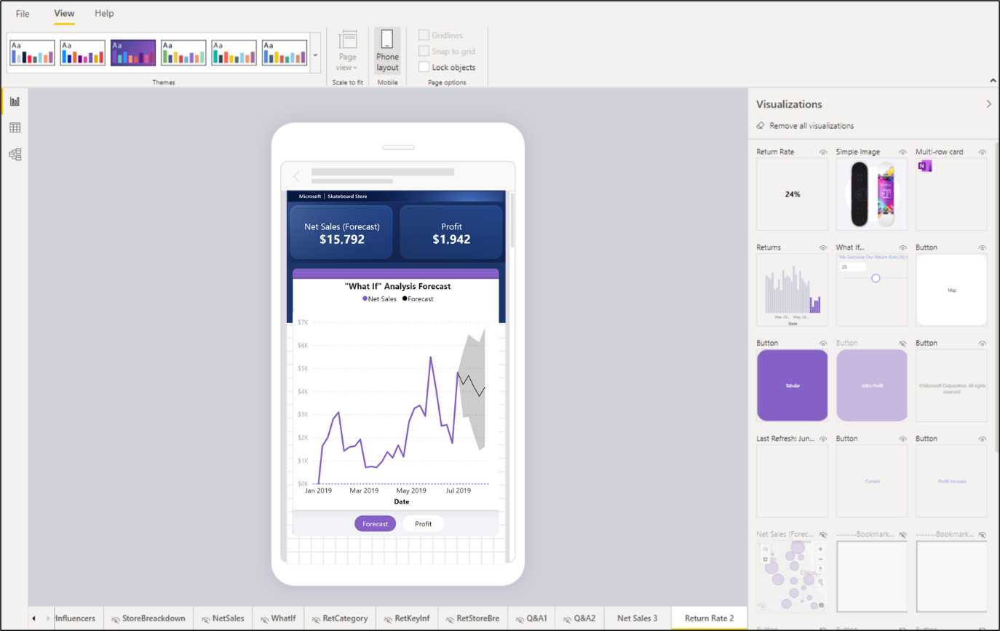 File View Help
Aa Aa Aa Aa Aa Aa
Page
view
Phone
layout
Gridlines
Snap to grid
Lock objects
Themes
Scale to fit
Mobile
Page options
Microsoft | Skateboard Store
Net Sales (Forecast)
$15,792
Profit
$1,942
"What If" Analysis Forecast
Net Sales Forecast
$7K
$6K
$5K
$4K
$3K
$2K
$1K
$0K
Jan 2019 Mar 2019 May 2019 Jul 2019
Date
Forecast Profit
Visualizations
Remove all visualizations
Return Rate
24%
Simple Image
Multi-row card
N
Returns
Mar 20... May 20...
Date
What If...
We Decrease Our Return Rate (%)
25
Button
Map
Button
Tabular
Button
Extra Profit
Button
©Microsoft Corporation. All rights
reserved.
Last Refresh: Jun...
Button
Current
Button
Profit Increase
Net Sales (Forec...
-------Bookmark...
-------Bookmark...
Influencers StoreBreakdown NetSales WhatIf RetCategory RetKeyInf RetStoreBre Q&A1 Q&A2 Net Sales 3 Return Rate 2